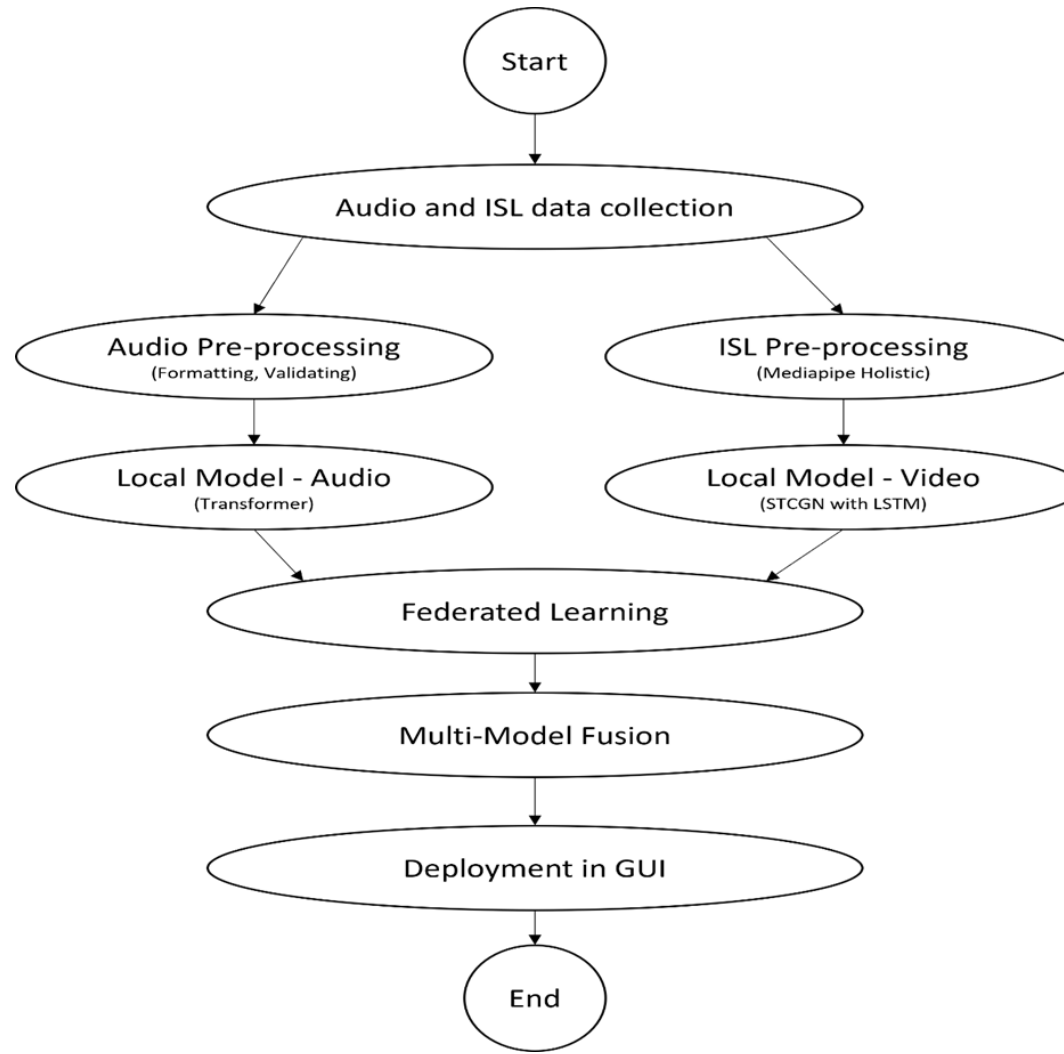 Start
Audio and ISL data collection
Audio Pre-processing
(Formatting, Validating)
ISL Pre-processing
(Mediapipe Holistic)
Local Model - Audio
(Transformer)
Local Model - Video
(STCGN with LSTM)
Federated Learning
Multi-Model Fusion
Deployment in GUI
End